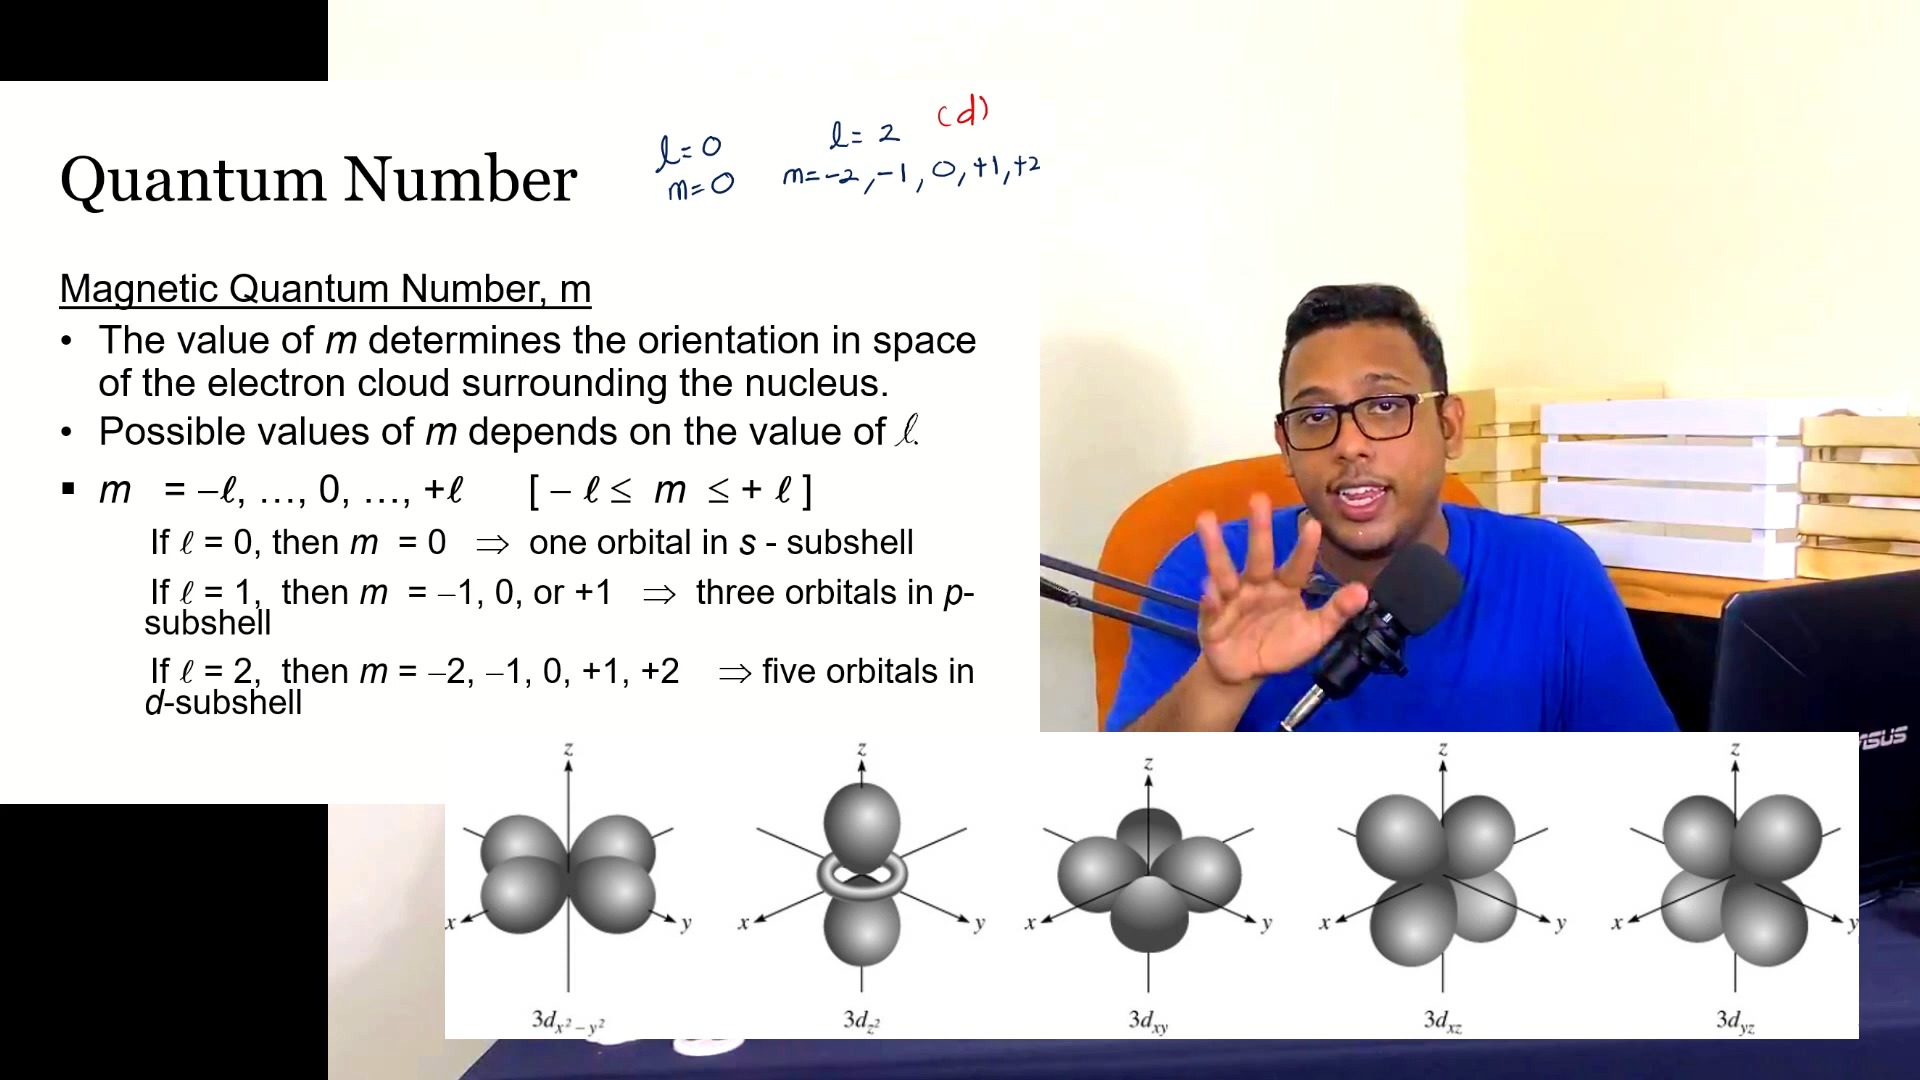 (d)
l=0
l=2
m=0
m=-2,-1,0,+1,+2
Quantum Number
Magnetic Quantum Number, m
• The value of m determines the orientation in space
of the electron cloud surrounding the nucleus.
• Possible values of m depends on the value of ℓ.
▪ m = –ℓ, …, 0, …, +ℓ [ – ℓ ≤ m ≤ + ℓ ]
If ℓ = 0, then m = 0 ⇒ one orbital in s - subshell
If ℓ = 1, then m = –1, 0, or +1 ⇒ three orbitals in p-
subshell
If ℓ = 2, then m = –2, –1, 0, +1, +2 ⇒ five orbitals in
d-subshell
ASUS
z z z z z
x y x y x y x y x y
3dx²–y² 3dz² 3dxy 3dxz 3dyz